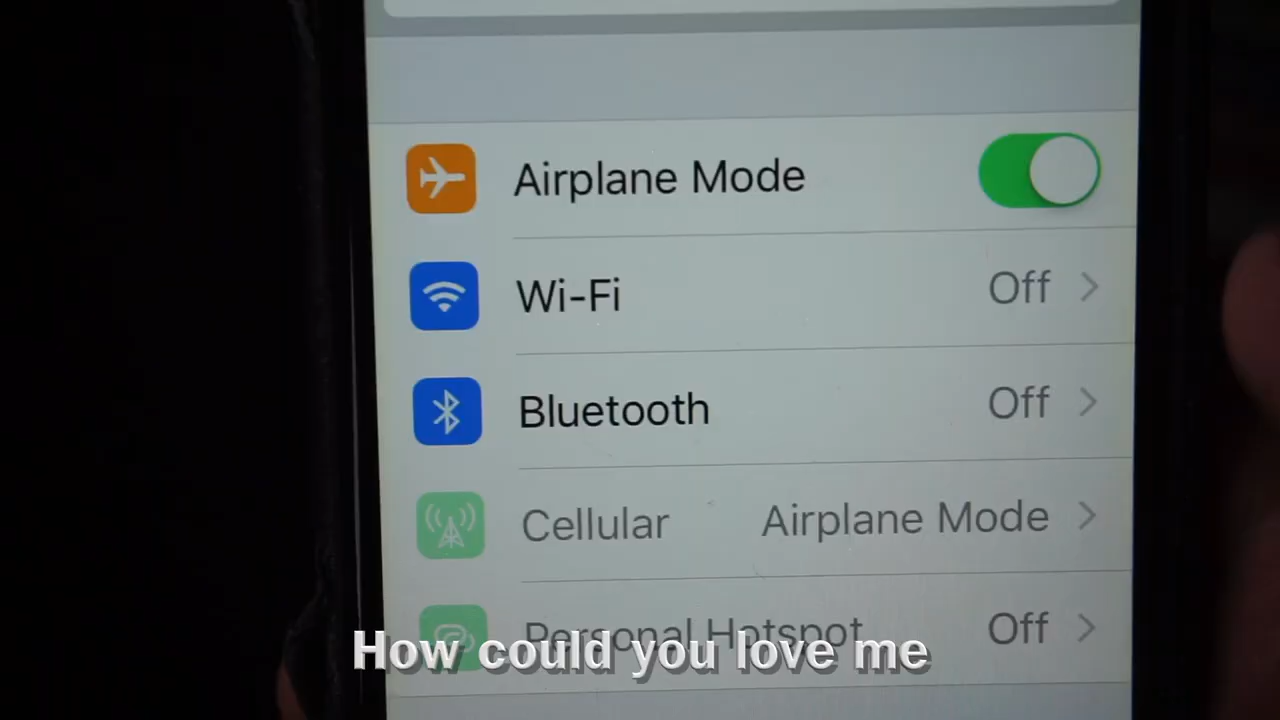 Airplane Mode
Wi-Fi Off
Bluetooth Off
Cellular Airplane Mode
Personal Hotspot Off
How could you love me